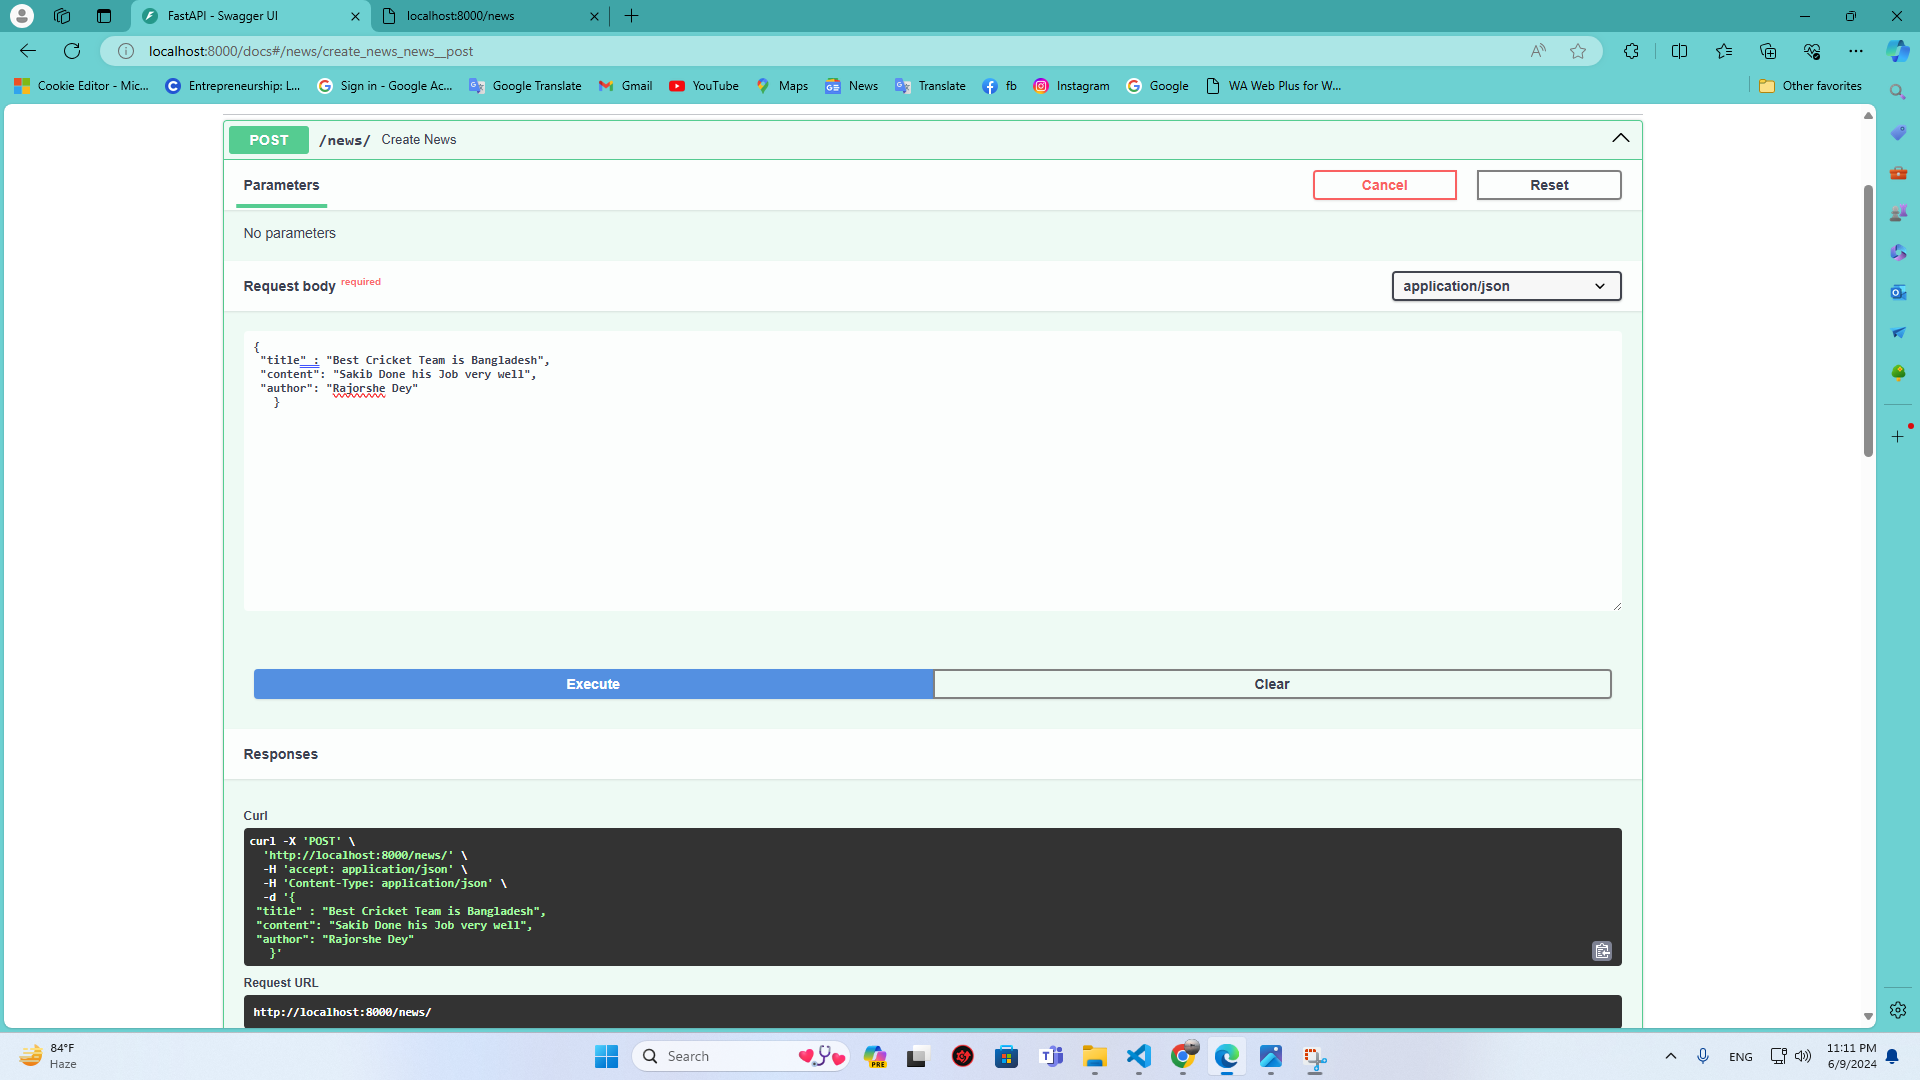 FastAPI - Swagger UI
localhost:8000/news
localhost:8000/docs#/news/create_news_news__post
Cookie Editor - Mic...
Entrepreneurship: L...
Sign in - Google Ac...
Google Translate
Gmail
YouTube
Maps
News
Translate
fb
Instagram
Google
WA Web Plus for W...
Other favorites
POST /news/ Create News
Parameters
Cancel
Reset
No parameters
Request body required
application/json
{
"title" : "Best Cricket Team is Bangladesh",
"content": "Sakib Done his Job very well",
"author": "Rajorshe Dey"
}
Execute
Clear
Responses
Curl
curl -X 'POST' \
'http://localhost:8000/news/' \
-H 'accept: application/json' \
-H 'Content-Type: application/json' \
-d '{
"title" : "Best Cricket Team is Bangladesh",
"content": "Sakib Done his Job very well",
"author": "Rajorshe Dey"
}'
Request URL
http://localhost:8000/news/
84°F
Haze
Search
PRE
ENG
11:11 PM
6/9/2024